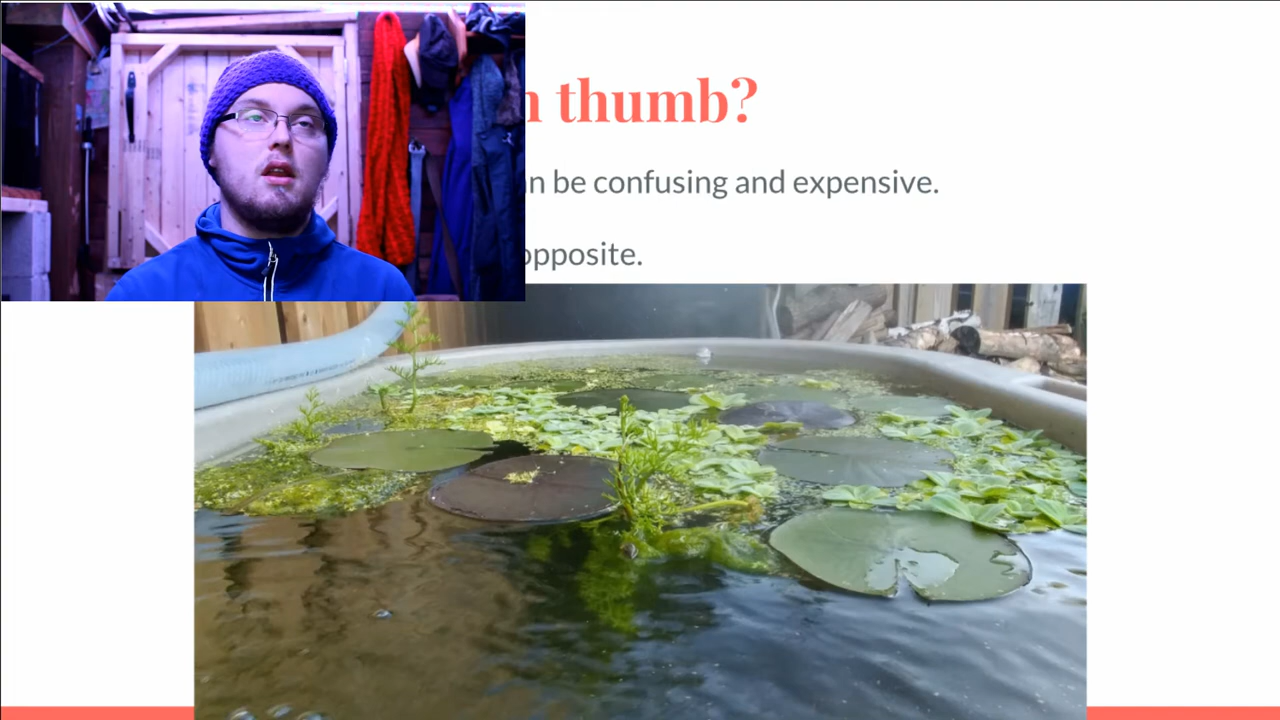 thumb?
be confusing and expensive.
opposite.